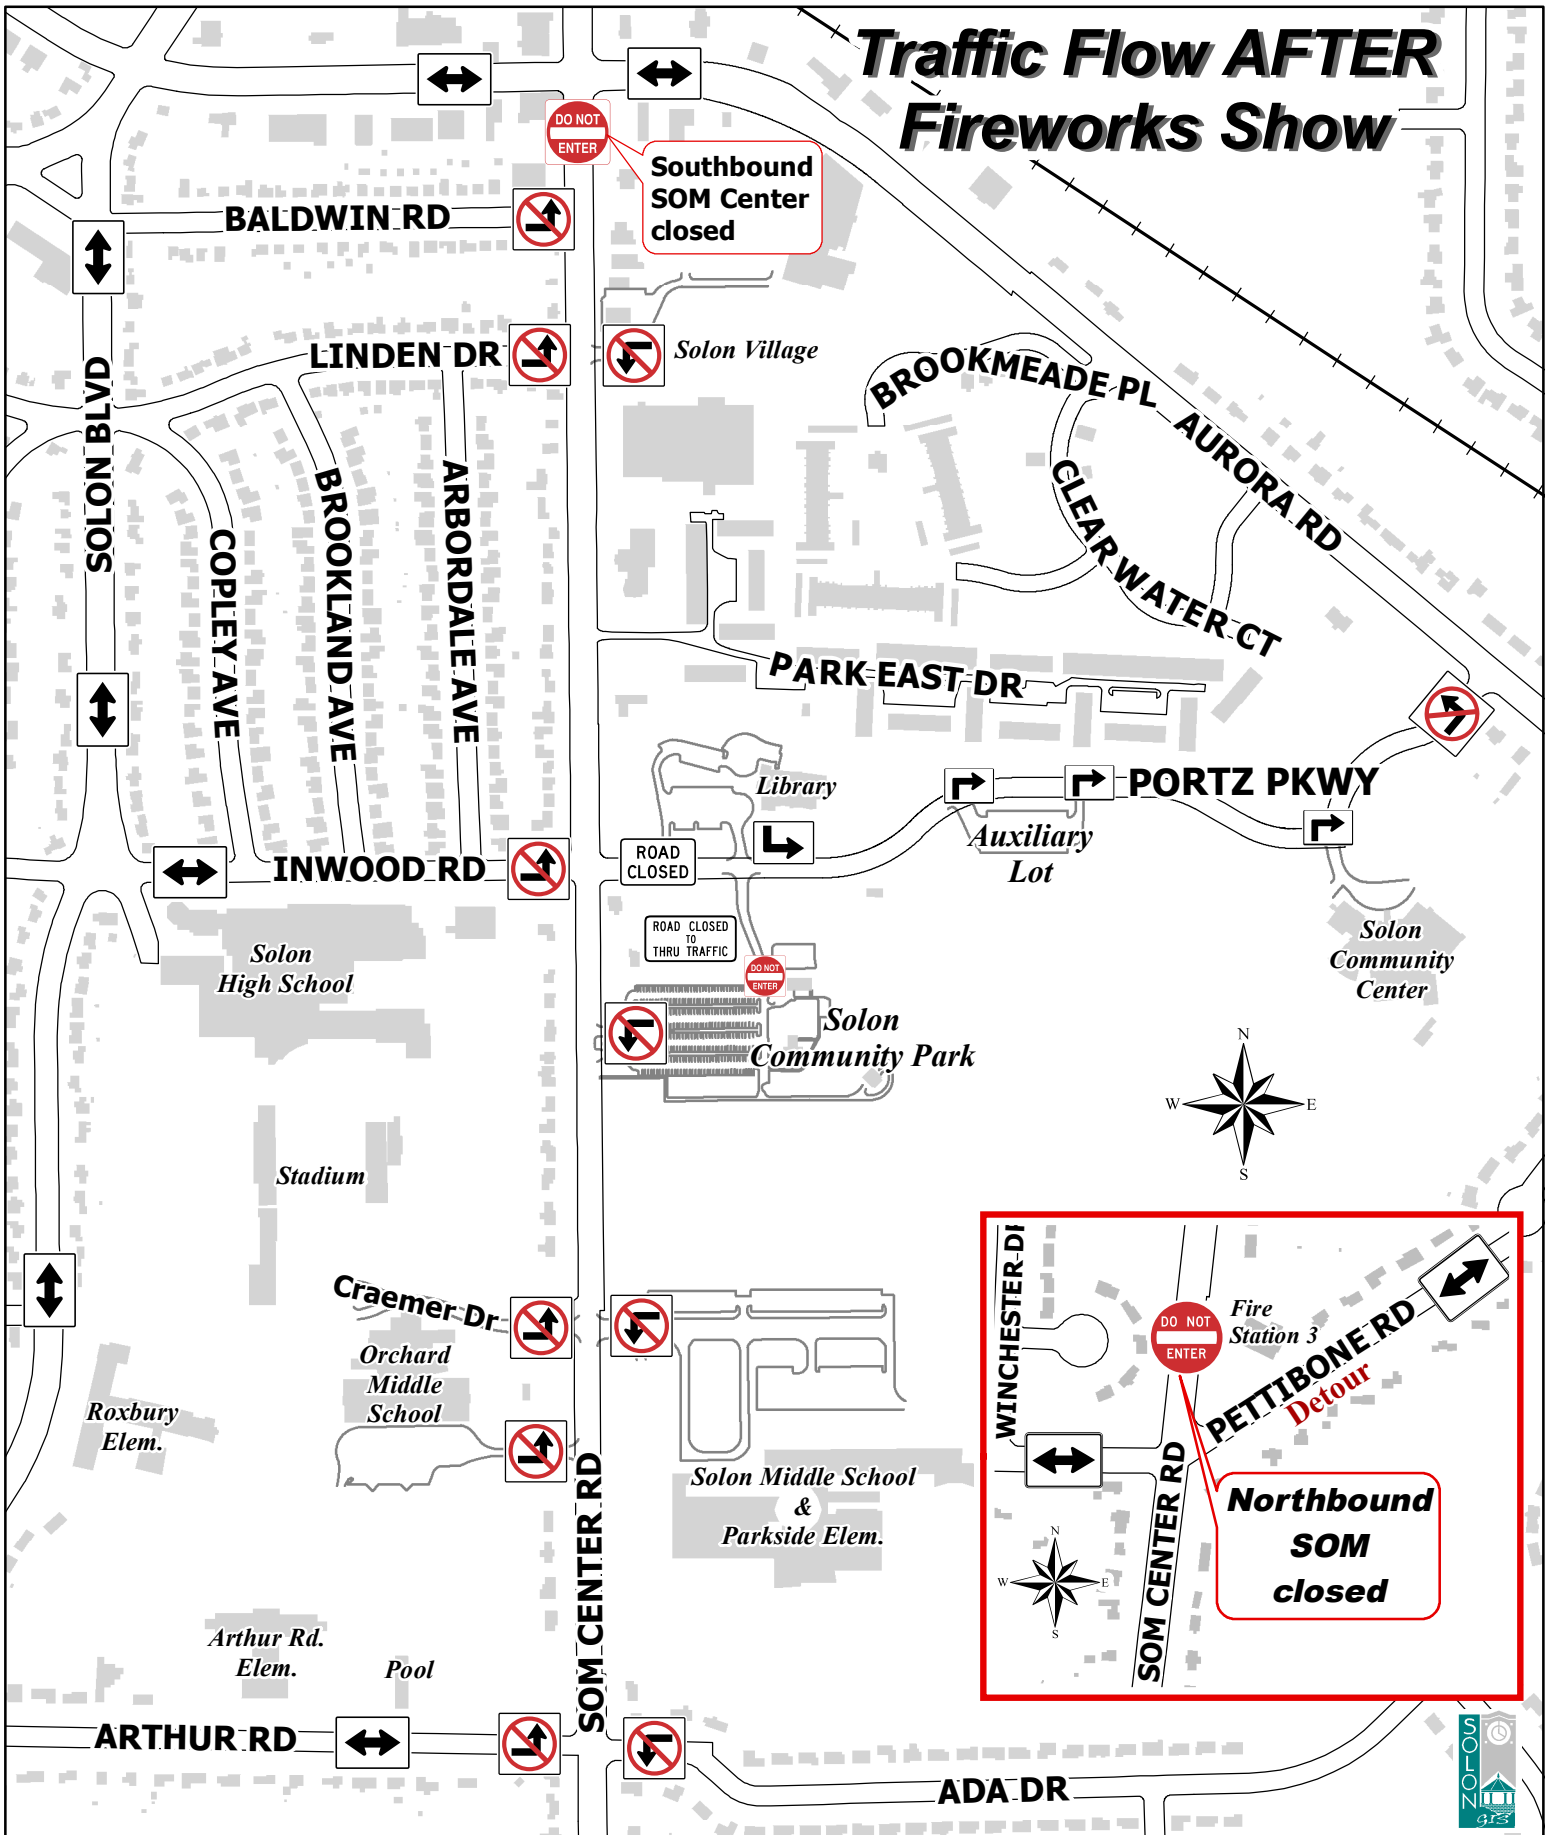 Traffic Flow AFTER
Fireworks Show
DO NOT
ENTER
Southbound
SOM Center
closed
BALDWIN RD
LINDEN DR
Solon Village
SOLON BLVD
COPLEY AVE
BROOKLAND AVE
ARBORDALE AVE
BROOKMEADE PL
AURORA RD
CLEARWATER CT
PARK EAST DR
Library
PORTZ PKWY
Auxiliary
Lot
ROAD
CLOSED
INWOOD RD
ROAD CLOSED
TO
THRU TRAFFIC
DO NOT
ENTER
Solon
High School
Solon
Community
Center
Solon
Community Park
N
W
E
S
Stadium
Craemer Dr
Orchard
Middle
School
Roxbury
Elem.
Solon Middle School
&
Parkside Elem.
SOM CENTER RD
Arthur Rd.
Elem.
Pool
ARTHUR RD
ADA DR
WINCHESTER DR
DO NOT
ENTER
Fire
Station 3
PETTIBONE RD
Detour
SOM CENTER RD
Northbound
SOM
closed
N
W
E
S
SOLON
GIS